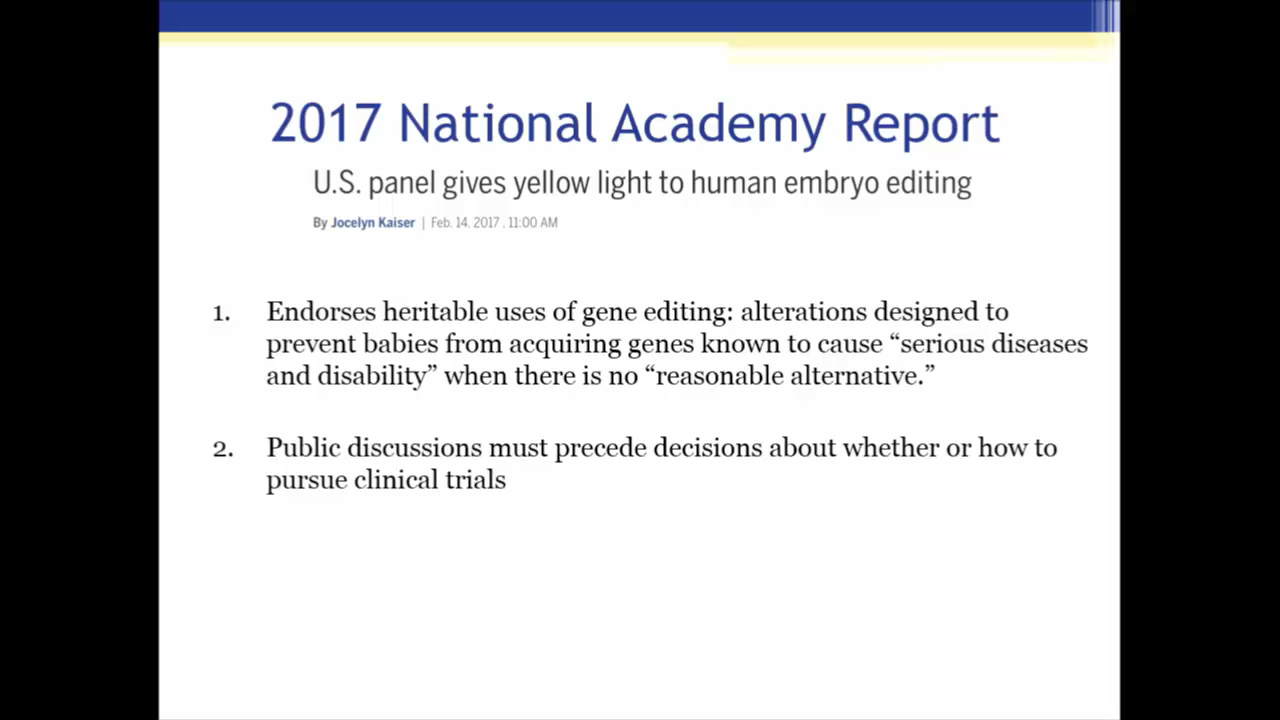 2017 National Academy Report
U.S. panel gives yellow light to human embryo editing
By Jocelyn Kaiser | Feb. 14, 2017 , 11:00 AM
1. Endorses heritable uses of gene editing: alterations designed to
prevent babies from acquiring genes known to cause “serious diseases
and disability” when there is no “reasonable alternative.”
2. Public discussions must precede decisions about whether or how to
pursue clinical trials